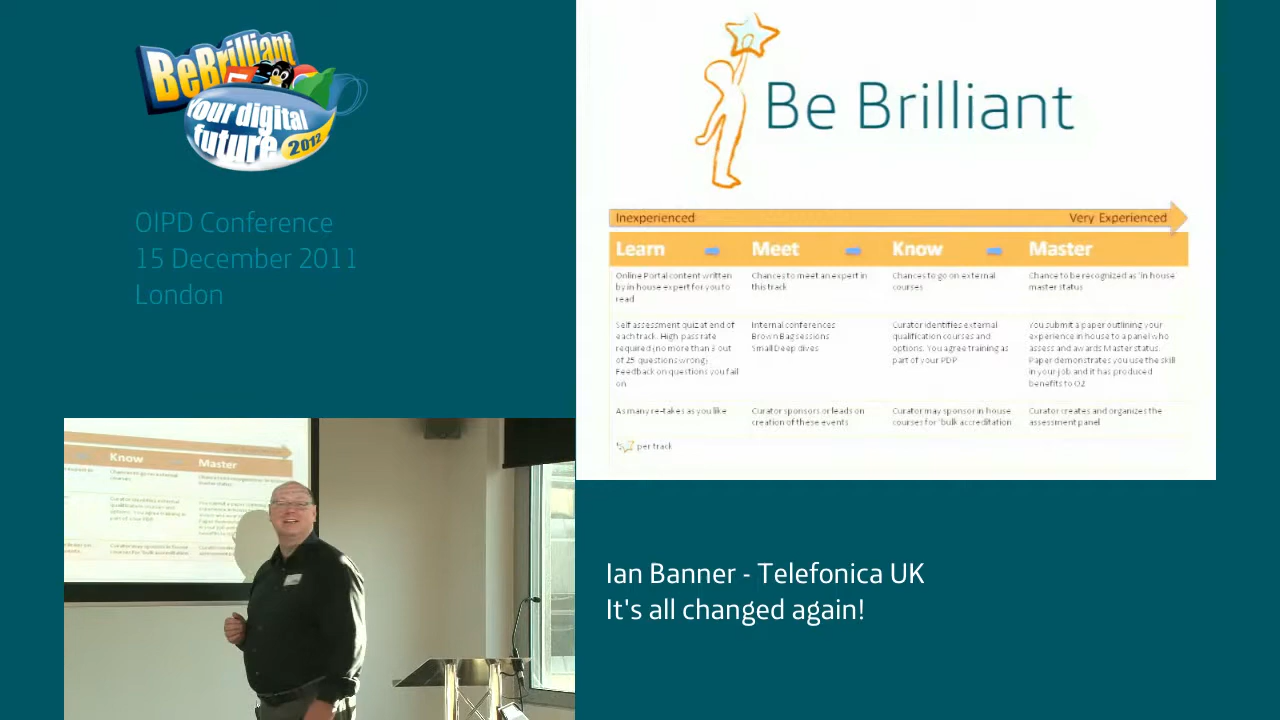 BeBrilliant
Your digital
future
2012
OIPD Conference
15 December 2011
London
Be Brilliant
Inexperienced
Very Experienced
Learn
Meet
Know
Master
Online Portal content written
by in house expert for you to
read
Chances to meet an expert in
this track
Chances to go on external
courses
Chance to be recognized as 'in house'
master status
Self assessment quiz at end of
each track. High pass rate
required (no more than 3 out
of 25 questions wrong)
Feedback on questions you fail
on
Internal conferences
Brown Bag sessions
Small Deep dives
Curator identifies external
qualification courses and
options. You agree training as
part of your PDP
You submit a paper outlining your
experience in house to a panel who
assess and awards Master status.
Paper demonstrates you use the skill
in your job and it has produced
benefits to O2
As many re-takes as you like
Curator sponsors or leads on
creation of these events
Curator may sponsor in house
courses for 'bulk accreditation
Curator creates and organizes the
assessment panel
per track
Know
Master
Ian Banner - Telefonica UK
It's all changed again!